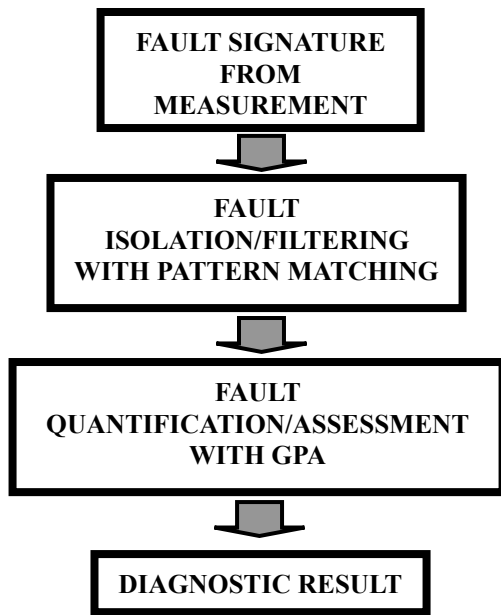 FAULT SIGNATURE
FROM
MEASUREMENT
FAULT
ISOLATION/FILTERING
WITH PATTERN MATCHING
FAULT
QUANTIFICATION/ASSESSMENT
WITH GPA
DIAGNOSTIC RESULT